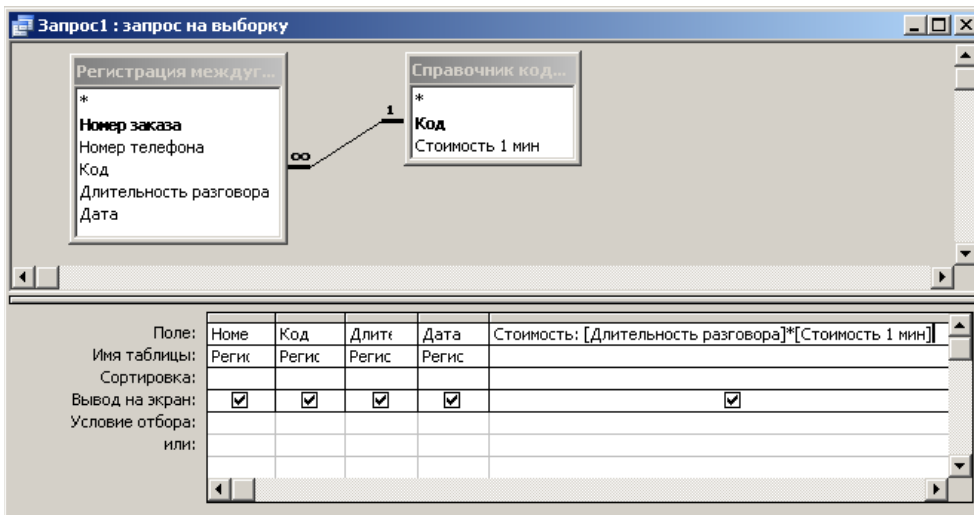 Запрос1 : запрос на выборку
Регистрация междуг...
*
Номер заказа
Номер телефона
Код
Длительность разговора
Дата
∞
1
Справочник код...
*
Код
Стоимость 1 мин
Поле: Номе Код Длите Дата Стоимость: [Длительность разговора]*[Стоимость 1 мин]
Имя таблицы: Регис Регис Регис Регис
Сортировка:
Вывод на экран:
Условие отбора:
или: